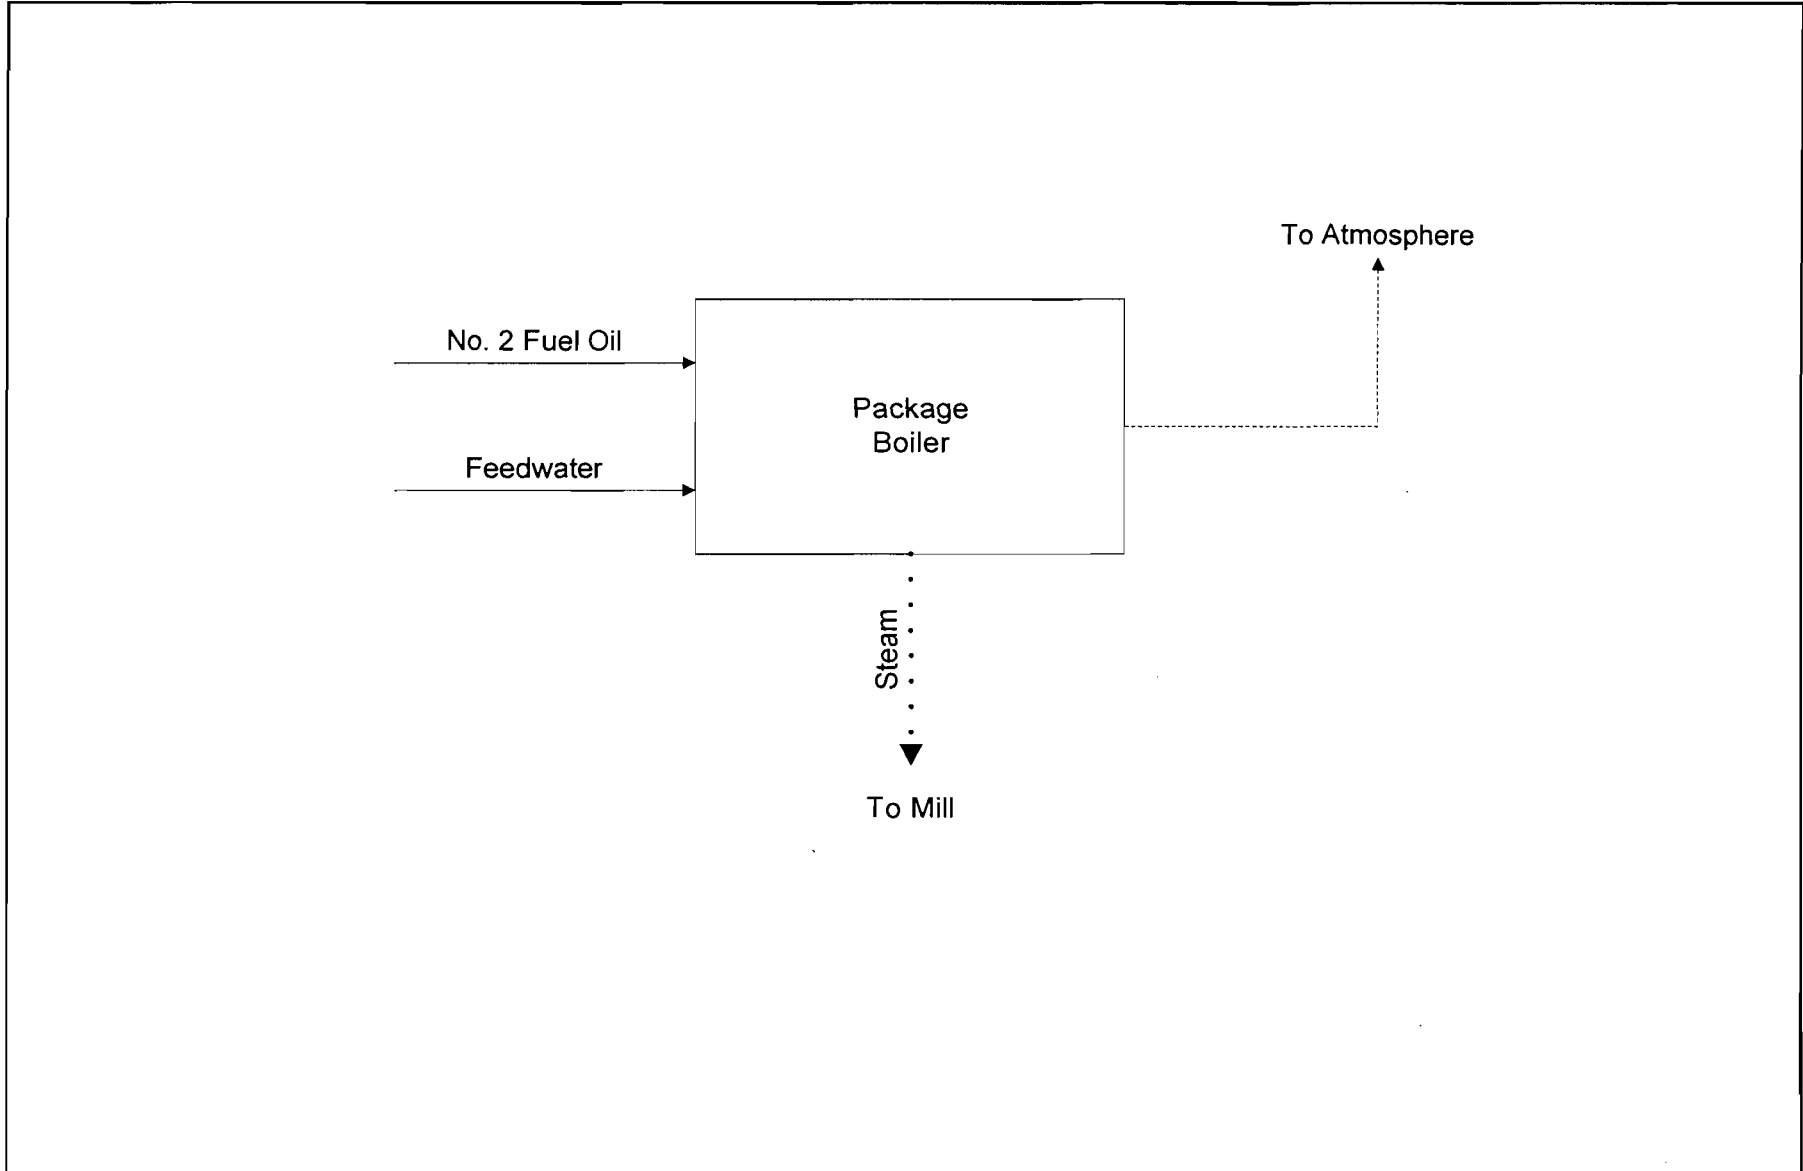 To Atmosphere
No. 2 Fuel Oil
Package
Boiler
Feedwater
Steam
To Mill